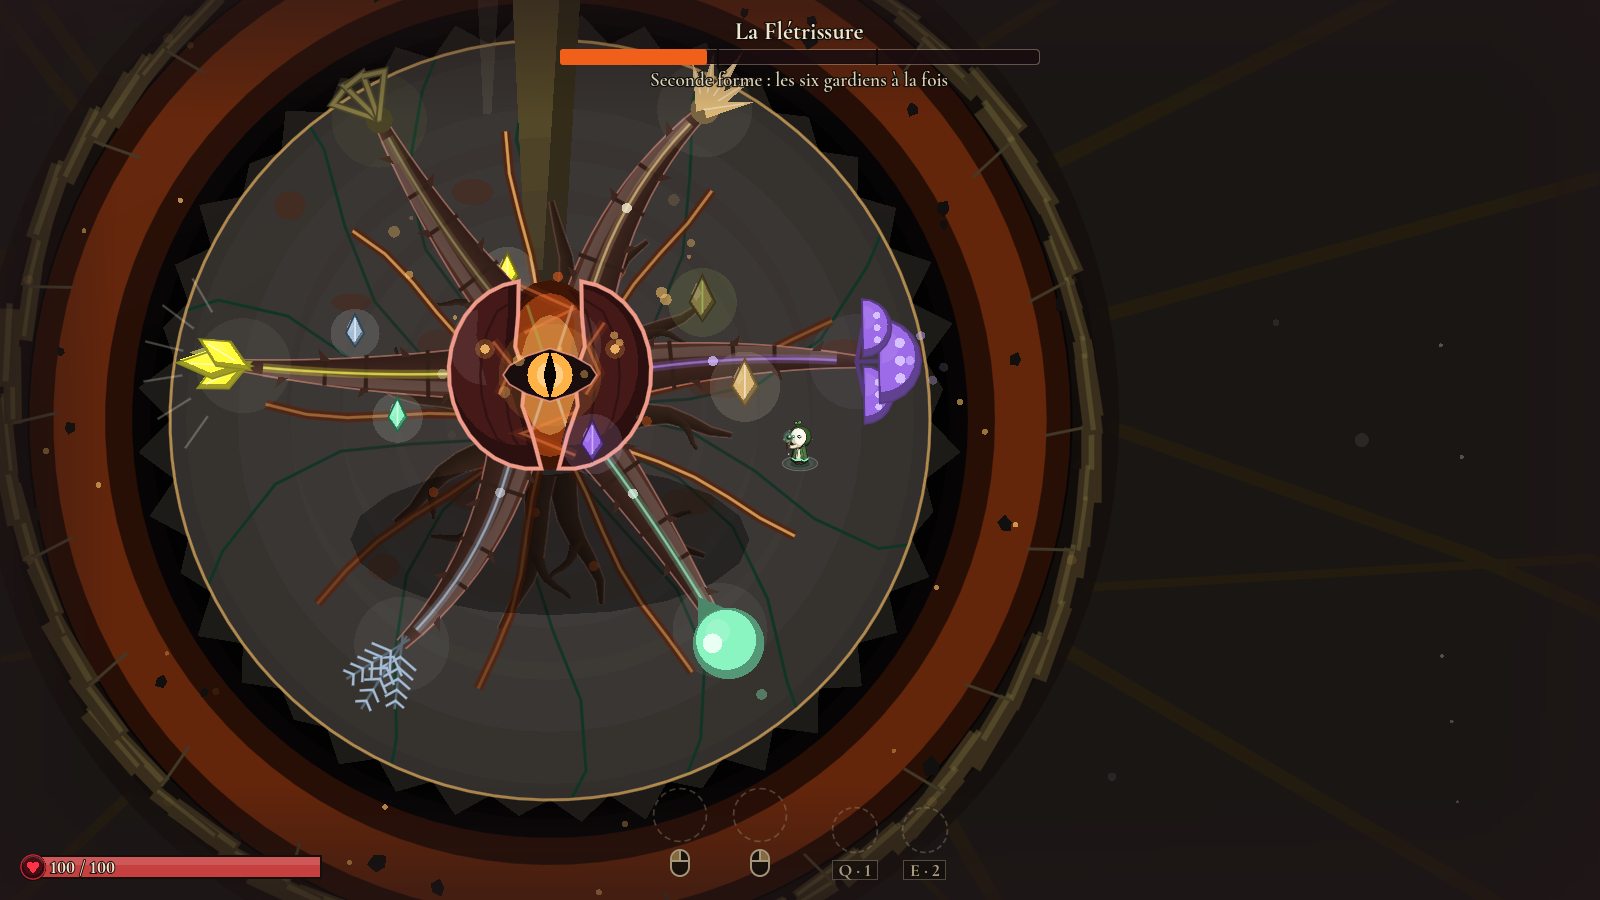 La Flétrissure
Seconde forme : les six gardiens à la fois
100 / 100
Q · 1
E · 2